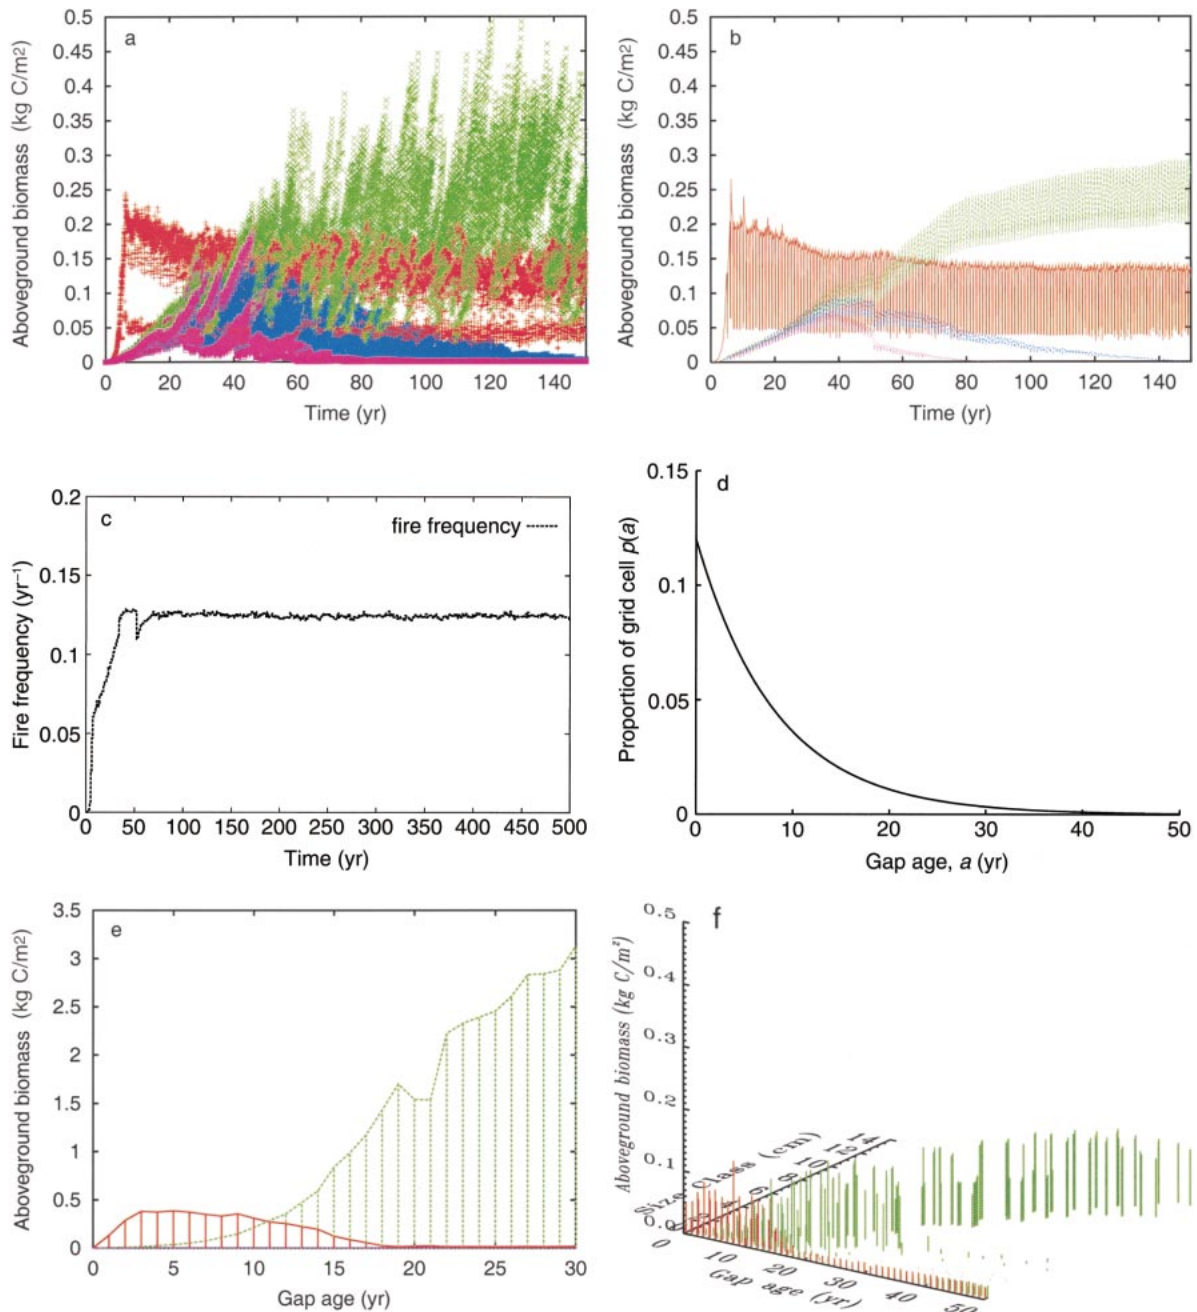 a
Aboveground biomass (kg C/m2)
0.5
0.45
0.4
0.35
0.3
0.25
0.2
0.15
0.1
0.05
0
0 20 40 60 80 100 120 140
Time (yr)
b
Aboveground biomass (kg C/m2)
0.5
0.45
0.4
0.35
0.3
0.25
0.2
0.15
0.1
0.05
0
0 20 40 60 80 100 120 140
Time (yr)
c
fire frequency
Fire frequency (yr⁻¹)
0.2
0.15
0.1
0.05
0
0 50 100 150 200 250 300 350 400 450 500
Time (yr)
d
Proportion of grid cell p(a)
0.15
0.1
0.05
0
0 10 20 30 40 50
Gap age, a (yr)
e
Aboveground biomass (kg C/m2)
3.5
3
2.5
2
1.5
1
0.5
0
0 5 10 15 20 25 30
Gap age (yr)
f
Aboveground biomass (kg C/m²)
0.5
0.4
0.3
0.2
0.1
0.0
Size Class (cm)
4 6 8 10 12 14
0 10 20 30 40 50
Gap age (yr)